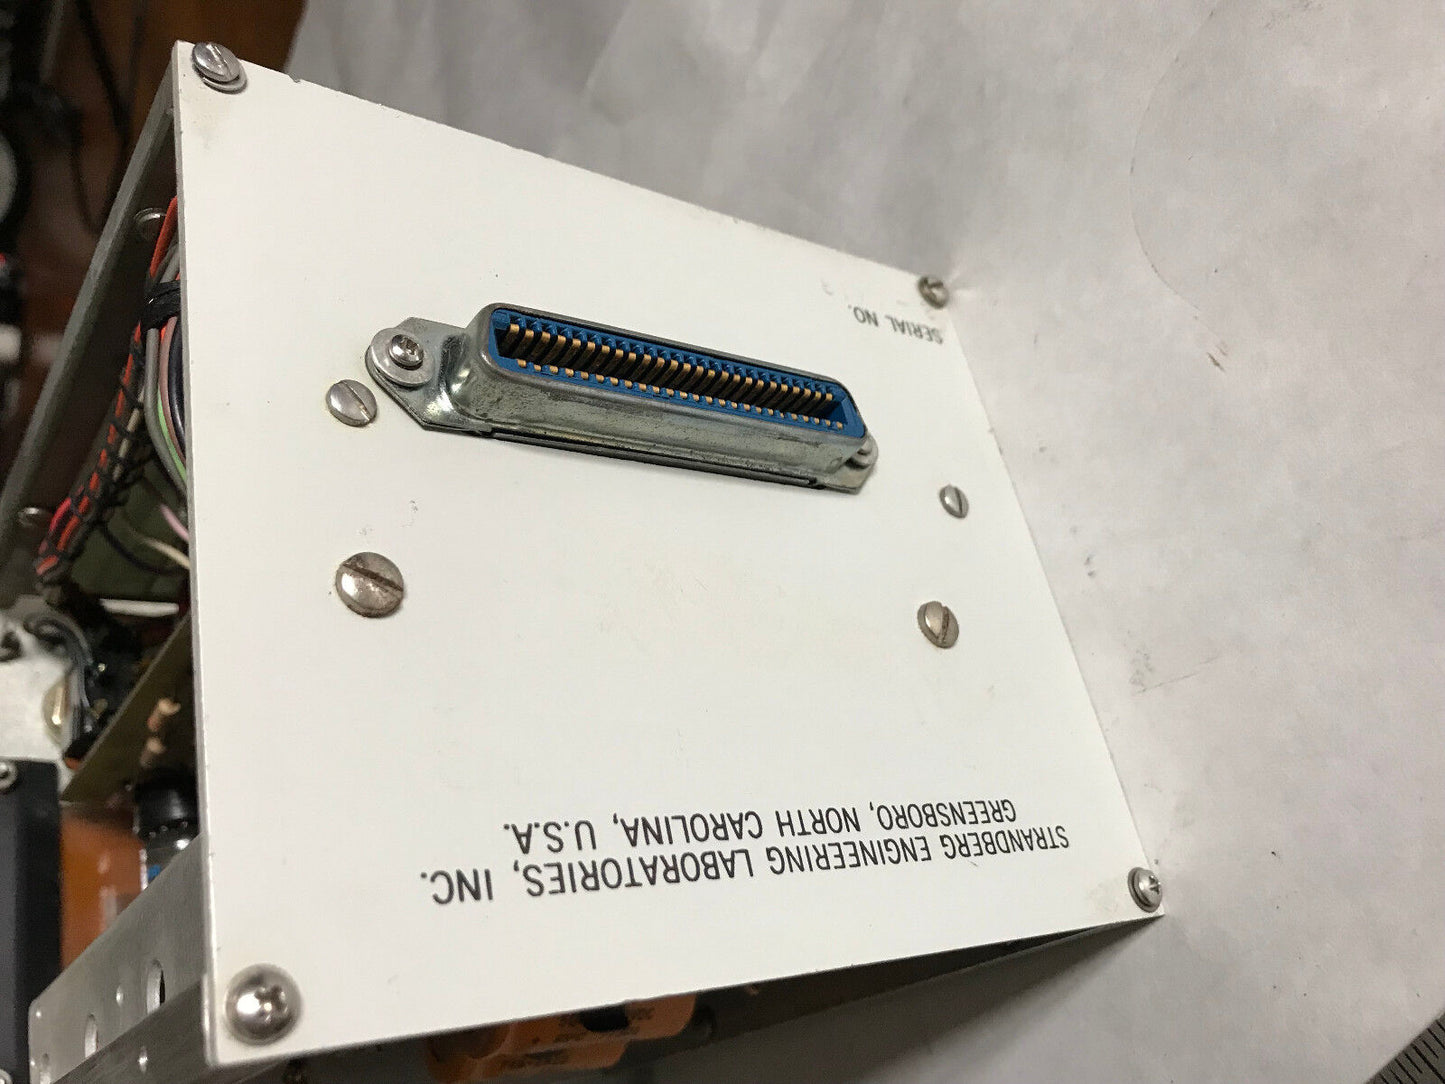 STRANDBERG ENGINEERING LABORATORIES, INC.
GREENSBORO, NORTH CAROLINA, U.S.A.
SERIAL NO.